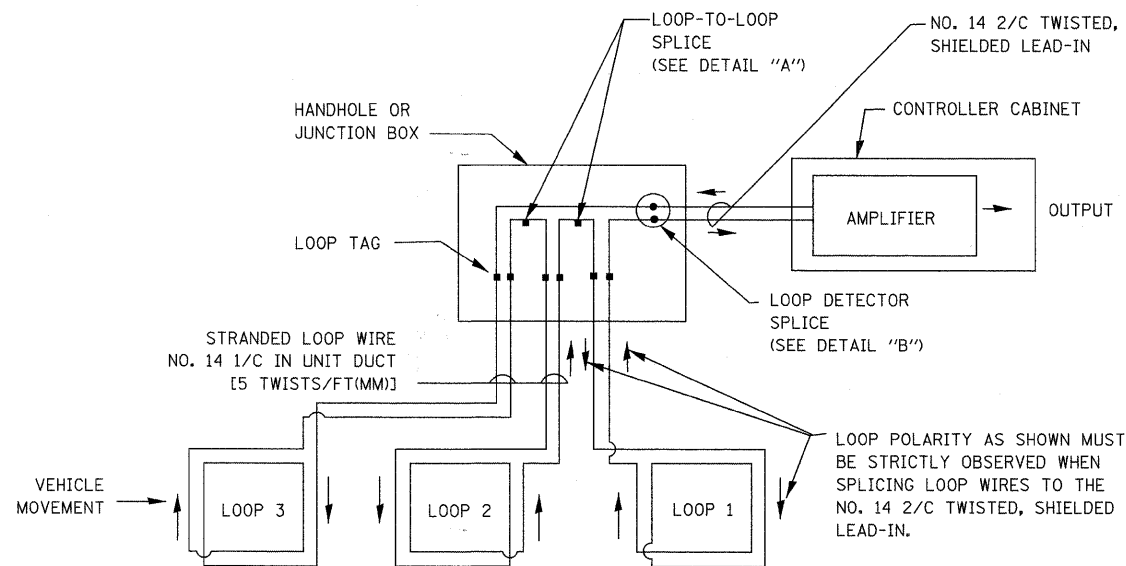 LOOP-TO-LOOP
SPLICE
(SEE DETAIL "A")
NO. 14 2/C TWISTED,
SHIELDED LEAD-IN
HANDHOLE OR
JUNCTION BOX
CONTROLLER CABINET
AMPLIFIER
OUTPUT
LOOP TAG
LOOP DETECTOR
SPLICE
(SEE DETAIL "B")
STRANDED LOOP WIRE
NO. 14 1/C IN UNIT DUCT
[5 TWISTS/FT(MM)]
LOOP POLARITY AS SHOWN MUST
BE STRICTLY OBSERVED WHEN
SPLICING LOOP WIRES TO THE
NO. 14 2/C TWISTED, SHIELDED
LEAD-IN.
VEHICLE
MOVEMENT
LOOP 3
LOOP 2
LOOP 1